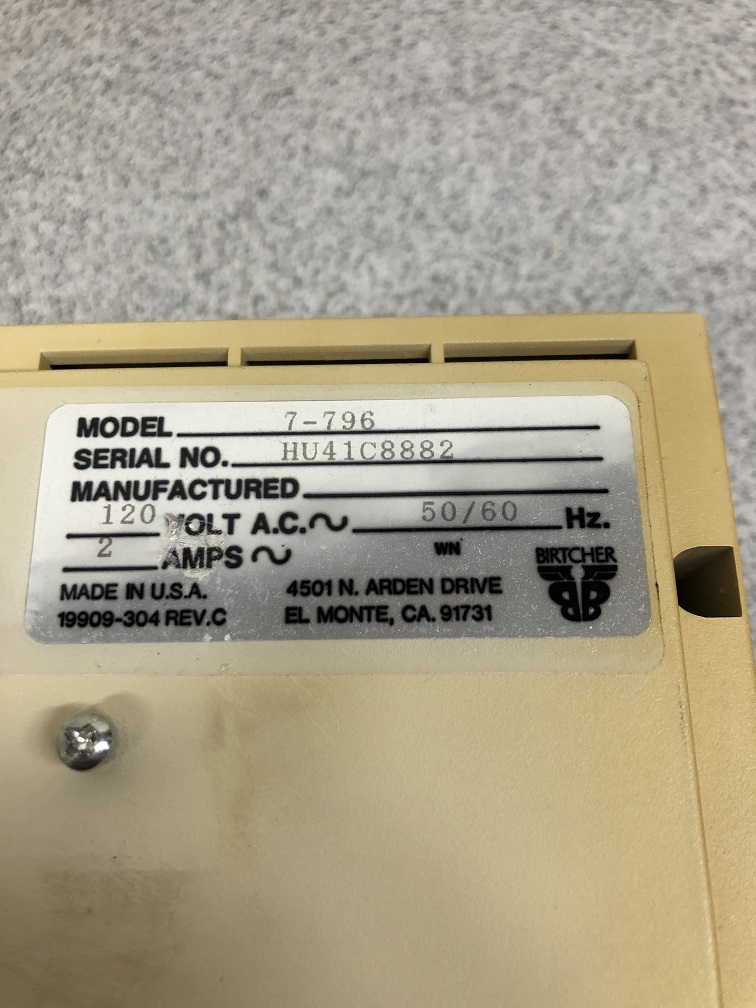 MODEL 7-796
SERIAL NO. HU41C8882
MANUFACTURED
120 VOLT A.C. ~ 50/60 Hz.
2 AMPS ~ WN
BIRTCHER
MADE IN U.S.A. 4501 N. ARDEN DRIVE
19909-304 REV.C EL MONTE, CA. 91731